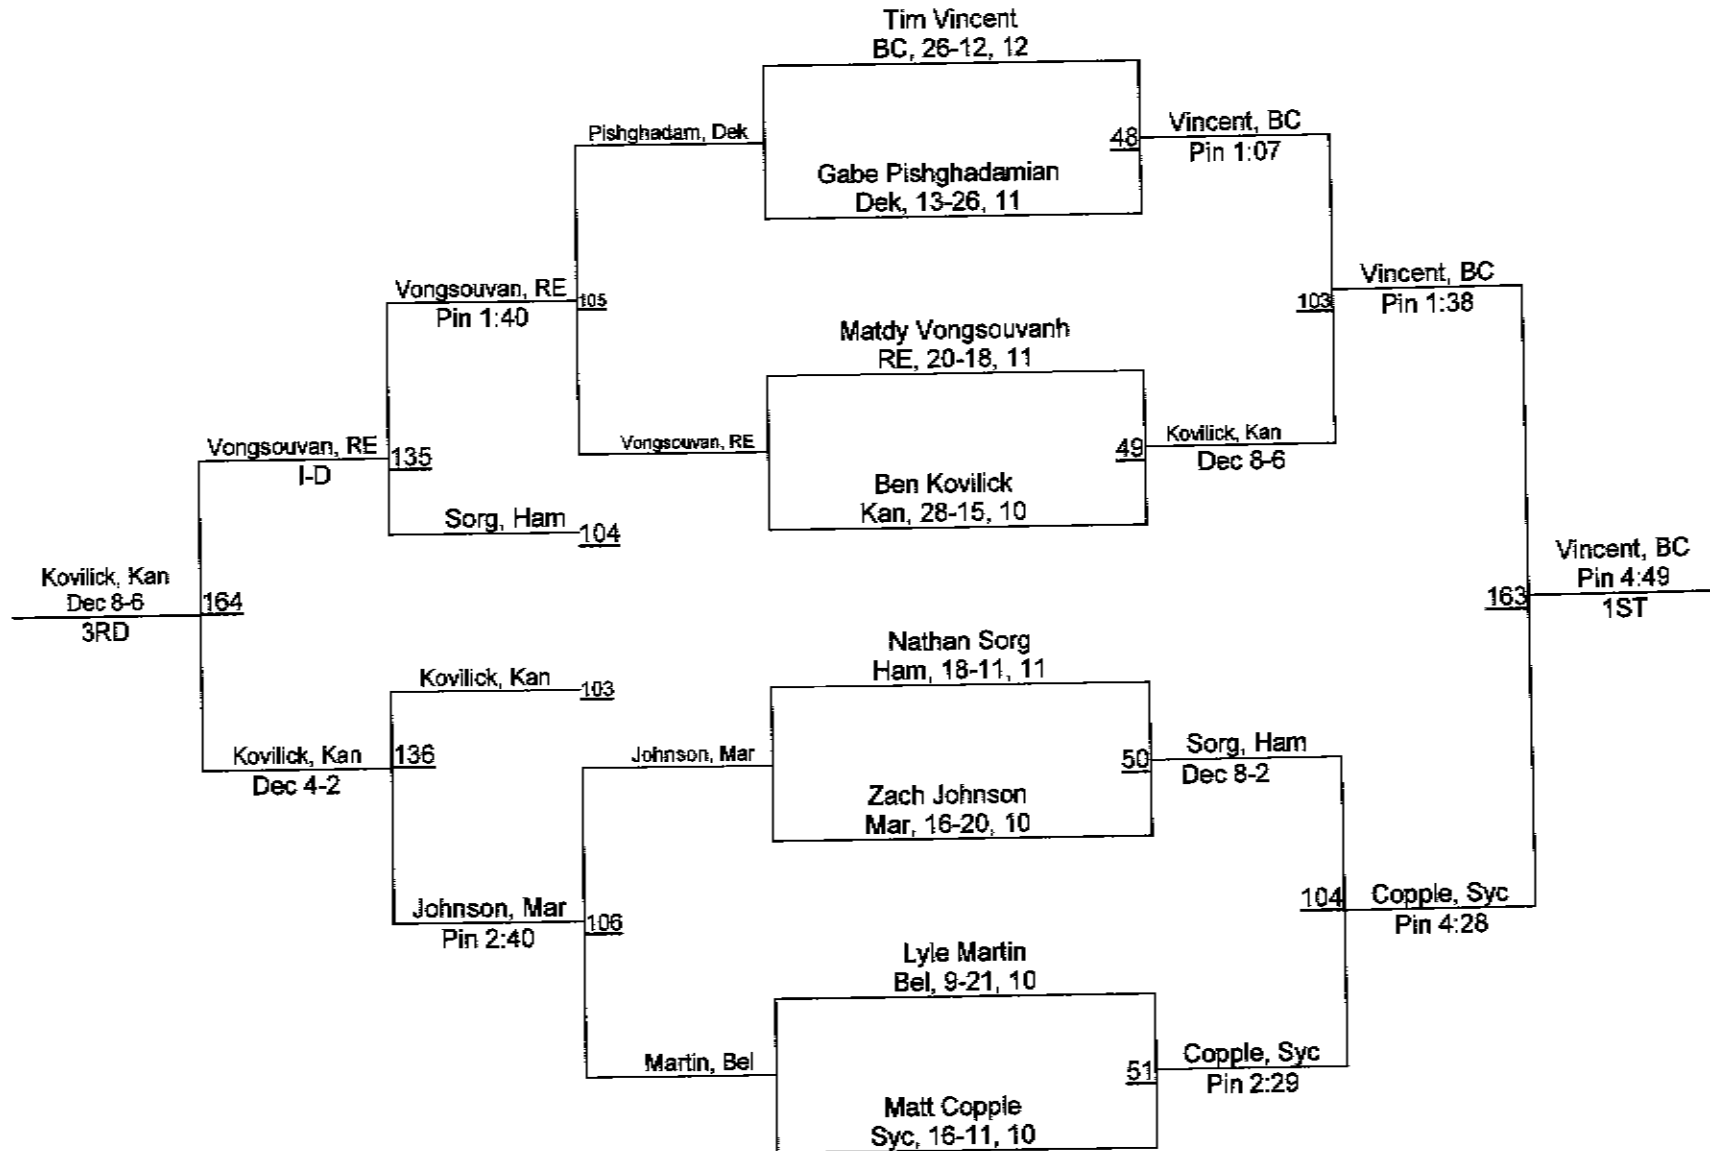 Tim Vincent
BC, 26-12, 12
Pishghadam, Dek
48
Vincent, BC
Pin 1:07
Gabe Pishghadamian
Dek, 13-26, 11
Vongsouvan, RE
Pin 1:40
105
103
Vincent, BC
Pin 1:38
Matdy Vongsouvanh
RE, 20-18, 11
Vongsouvan, RE
I-D
135
Vongsouvan, RE
49
Kovilick, Kan
Dec 8-6
Ben Kovilick
Kan, 28-15, 10
Sorg, Ham
104
Kovilick, Kan
Dec 8-6
3RD
164
163
Vincent, BC
Pin 4:49
1ST
Nathan Sorg
Ham, 18-11, 11
Kovilick, Kan
103
Kovilick, Kan
Dec 4-2
136
Johnson, Mar
50
Sorg, Ham
Dec 8-2
Zach Johnson
Mar, 16-20, 10
Johnson, Mar
Pin 2:40
106
104
Copple, Syc
Pin 4:28
Lyle Martin
Bel, 9-21, 10
Martin, Bel
51
Copple, Syc
Pin 2:29
Matt Copple
Syc, 16-11, 10